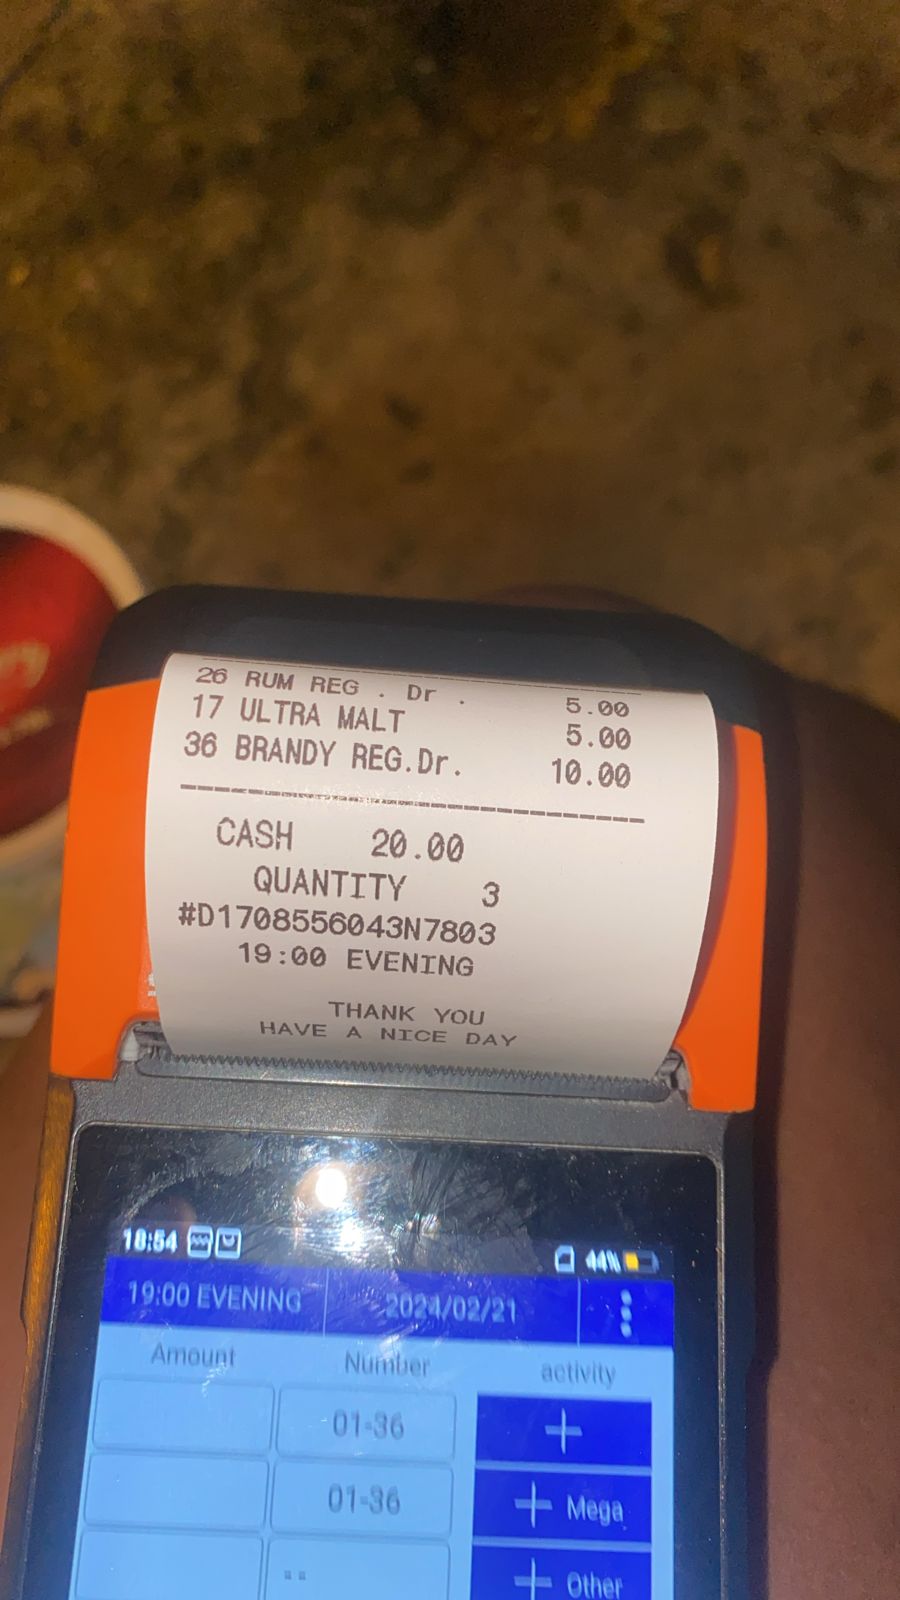 26 RUM REG . Dr . 5.00
17 ULTRA MALT 5.00
36 BRANDY REG.Dr. 10.00
CASH 20.00
QUANTITY 3
#D1708556043N7803
19:00 EVENING
THANK YOU
HAVE A NICE DAY
18:54 44%
19:00 EVENING 2024/02/21
Amount Number activity
01-36 +
01-36 + Mega
-- + Other